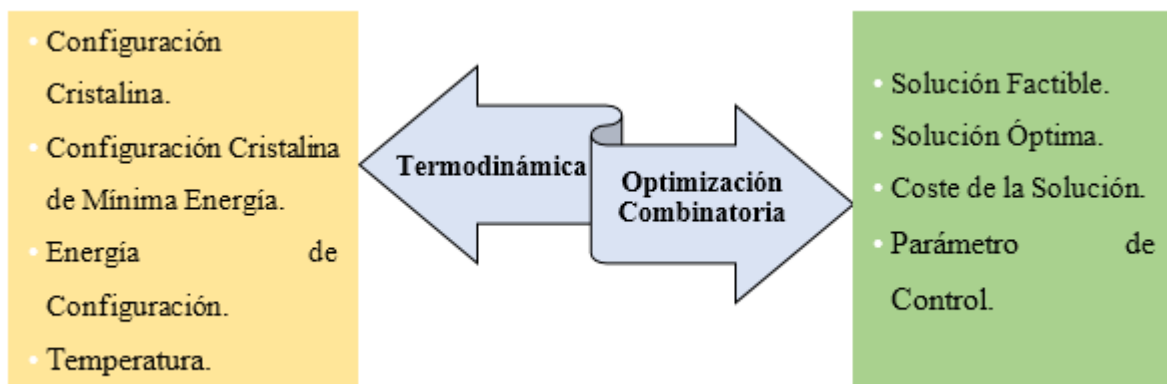 • Configuración
Cristalina.
• Configuración Cristalina
de Mínima Energía.
• Energía de
Configuración.
• Temperatura.
Termodinámica
Optimización
Combinatoria
• Solución Factible.
• Solución Óptima.
• Coste de la Solución.
• Parámetro de
Control.